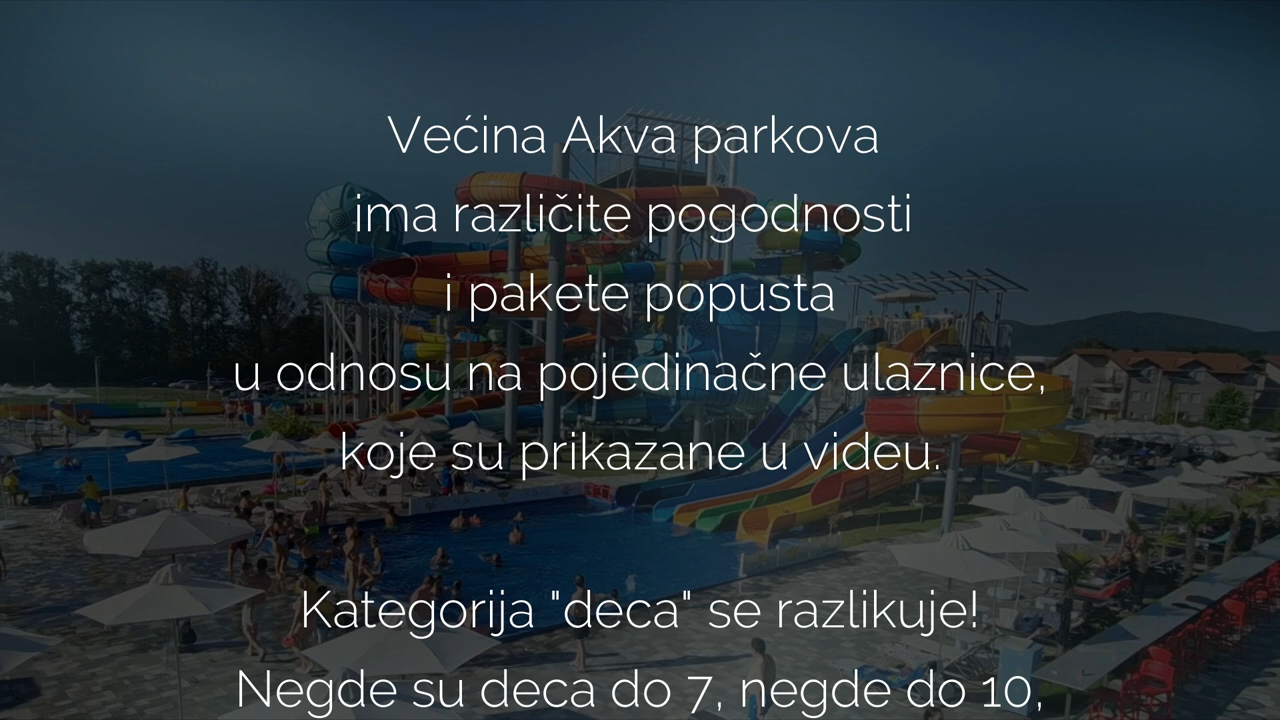 Većina Akva parkova
ima različite pogodnosti
i pakete popusta
u odnosu na pojedinačne ulaznice,
koje su prikazane u videu.
Kategorija "deca" se razlikuje!
Negde su deca do 7, negde do 10,